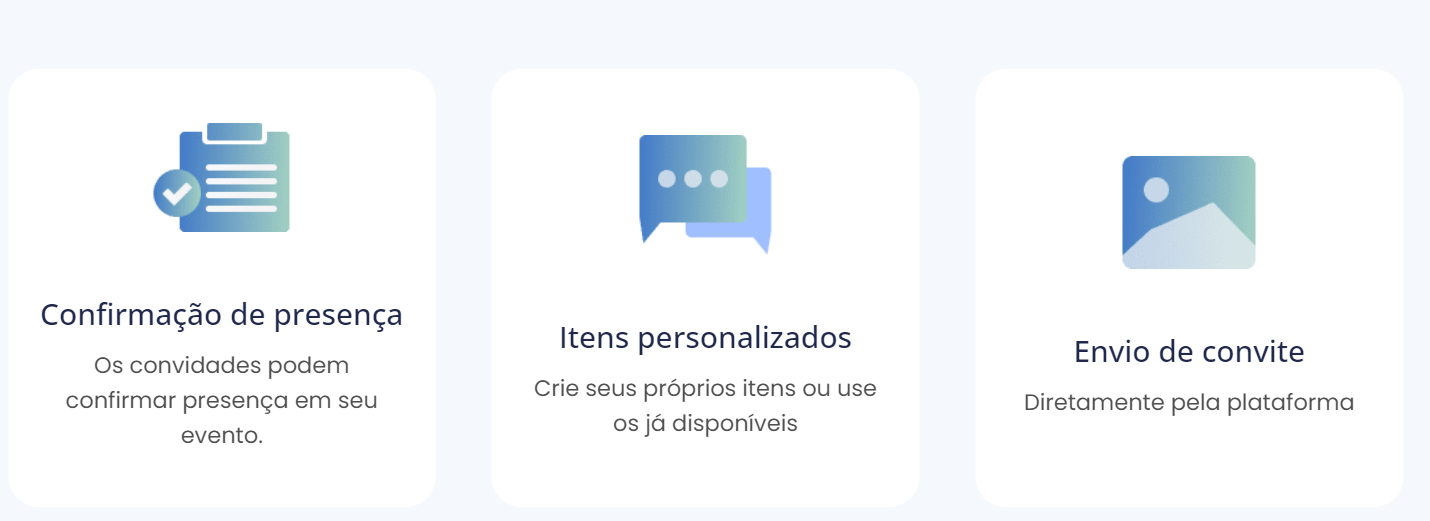 Confirmação de presença
Os convidades podem
confirmar presença em seu
evento.
Itens personalizados
Crie seus próprios itens ou use
os já disponíveis
Envio de convite
Diretamente pela plataforma